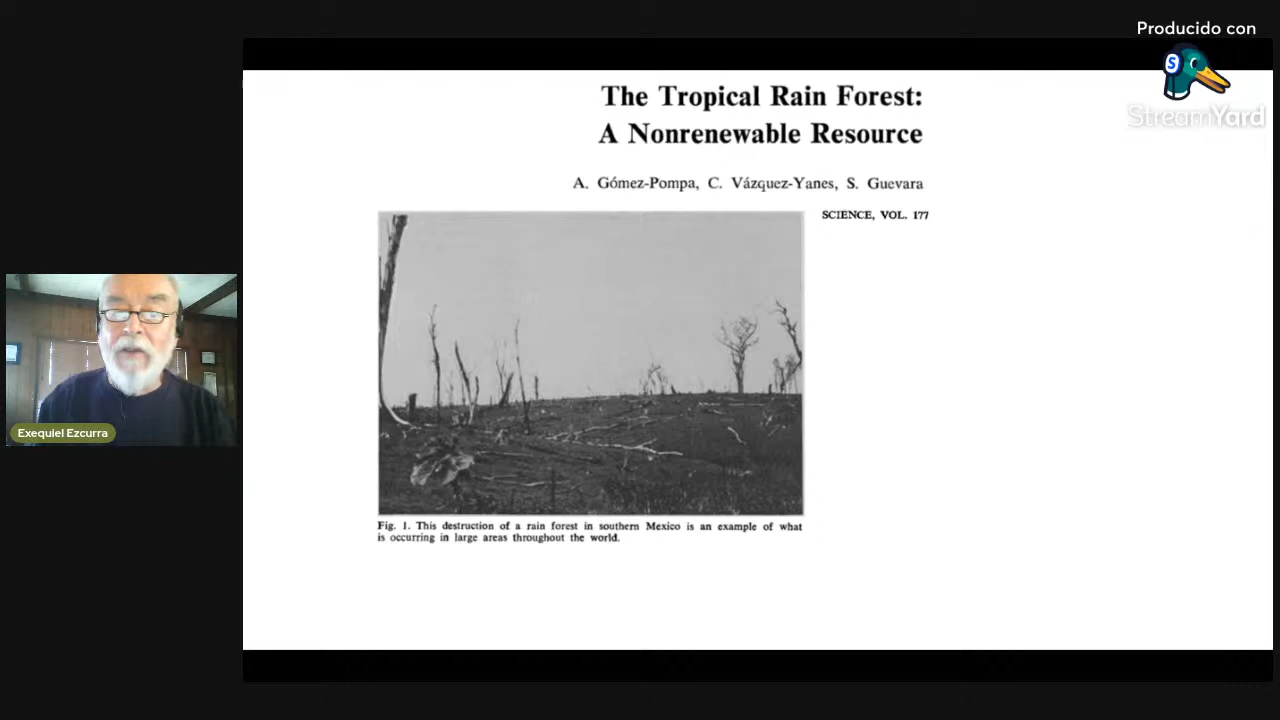 Producido con
S
StreamYard
The Tropical Rain Forest:
A Nonrenewable Resource
A. Gómez-Pompa, C. Vázquez-Yanes, S. Guevara
SCIENCE, VOL. 177
Exequiel Ezcurra
Fig. 1. This destruction of a rain forest in southern Mexico is an example of what
is occurring in large areas throughout the world.